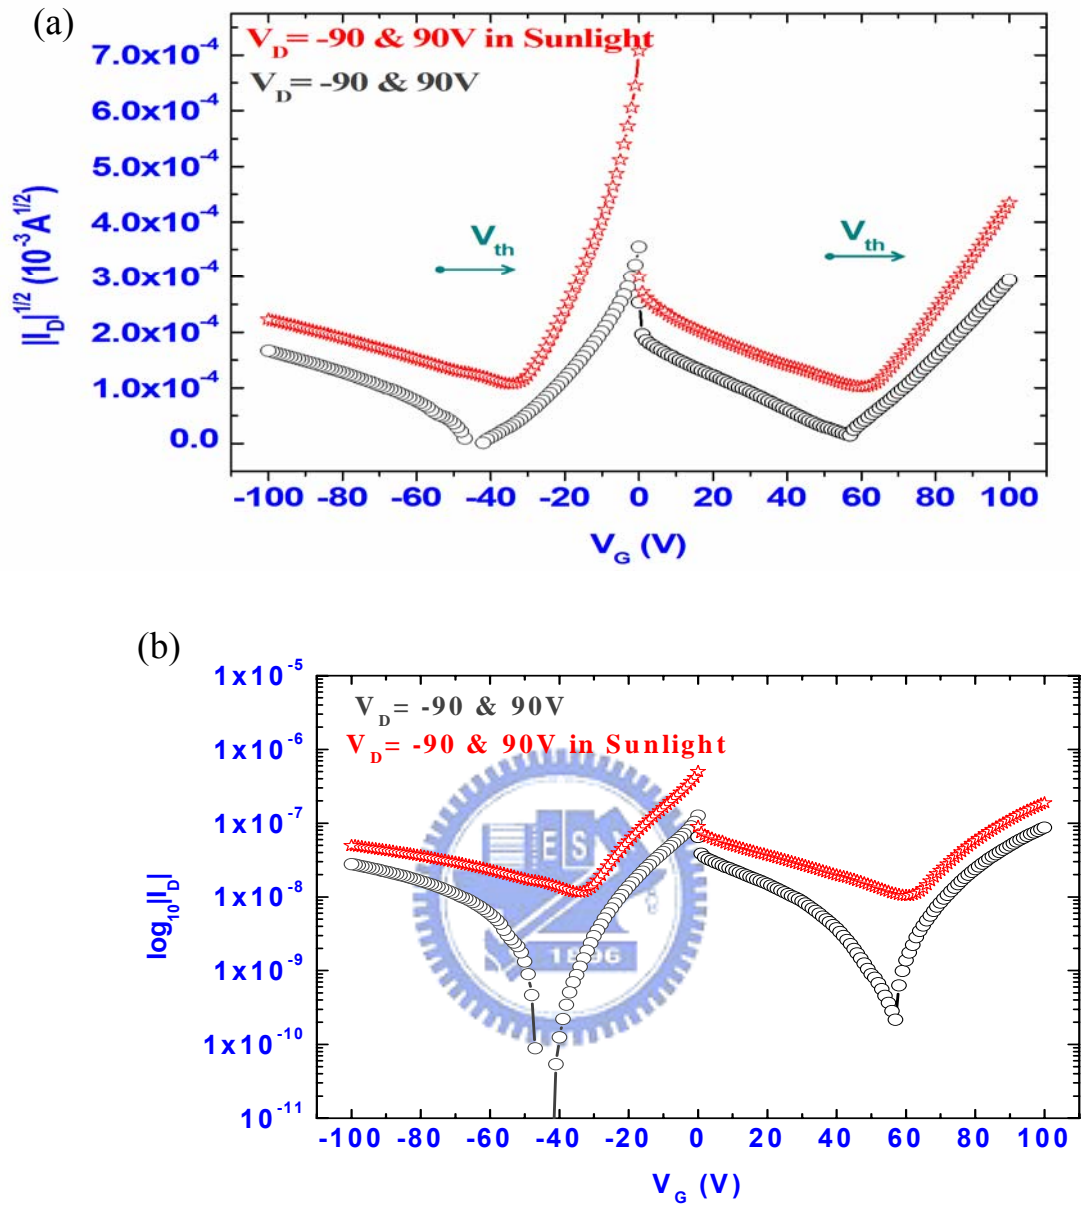 (a)
V_D= -90 & 90V in Sunlight
V_D= -90 & 90V
7.0x10^-4
6.0x10^-4
5.0x10^-4
4.0x10^-4
3.0x10^-4
2.0x10^-4
1.0x10^-4
0.0
|I_D|^1/2 (10^-3 A^1/2)
V_th
V_th
-100 -80 -60 -40 -20 0 20 40 60 80 100
V_G (V)
(b)
1x10^-5
1x10^-6
1x10^-7
1x10^-8
1x10^-9
1x10^-10
10^-11
log_10|I_D|
V_D= -90 & 90V
V_D= -90 & 90V in Sunlight
E S
1896
-100 -80 -60 -40 -20 0 20 40 60 80 100
V_G (V)